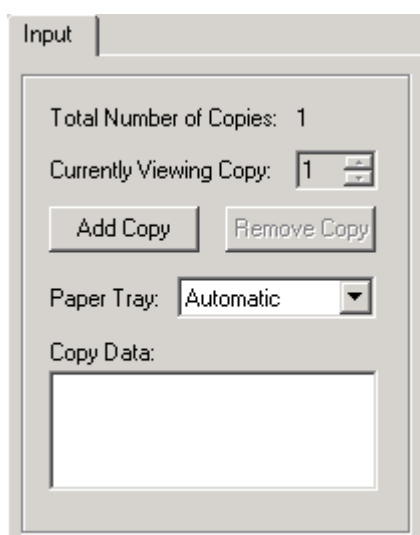 Input
Total Number of Copies: 1
Currently Viewing Copy: 1
Add Copy Remove Copy
Paper Tray: Automatic
Copy Data: